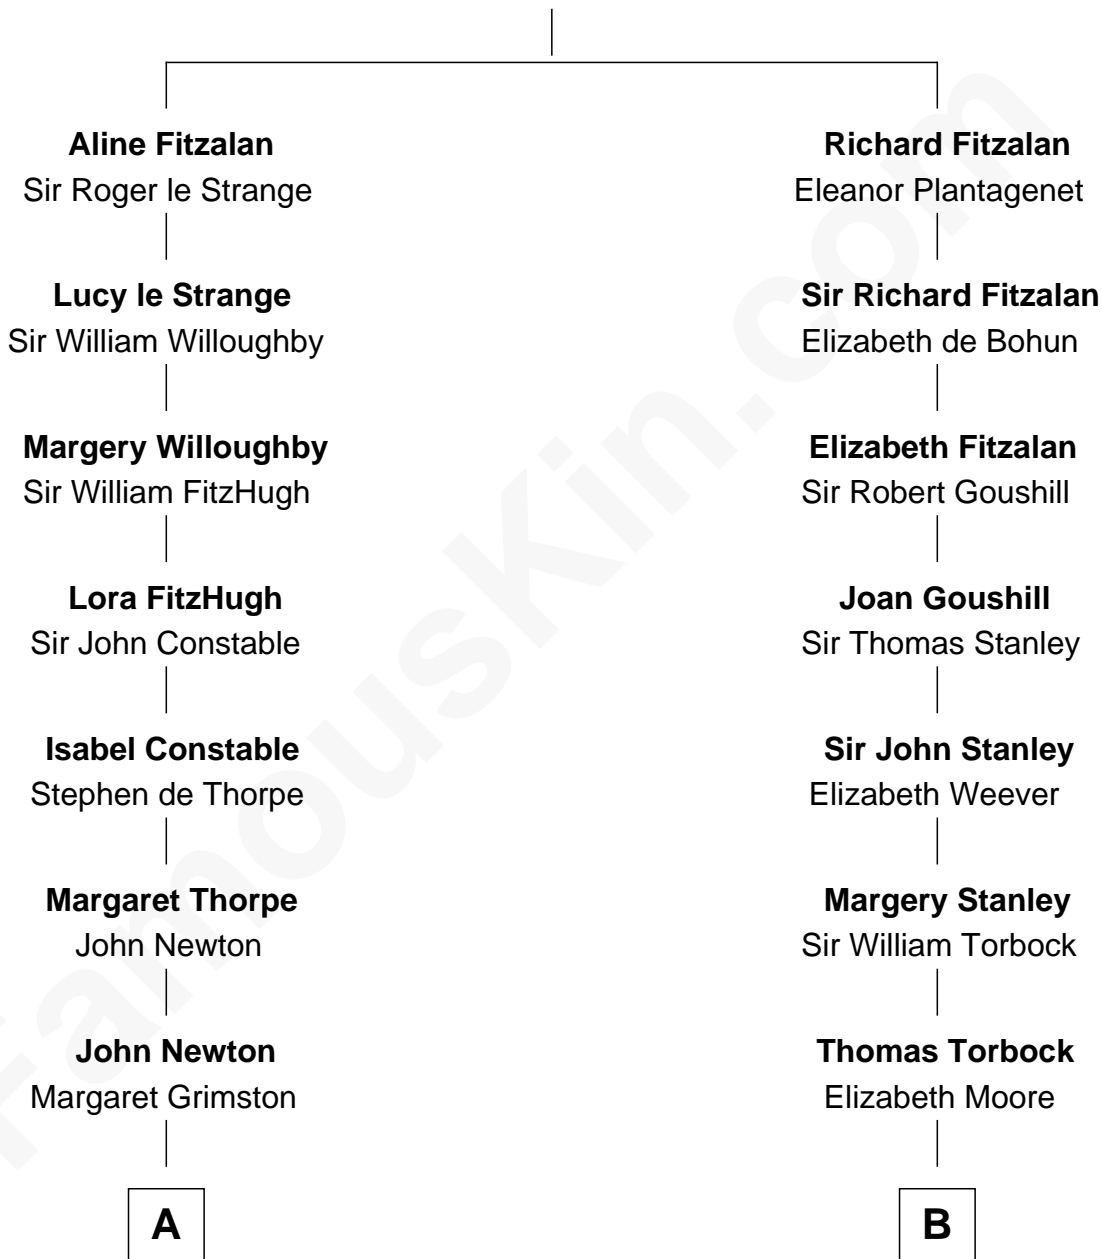 Aline Fitzalan
Sir Roger le Strange
Lucy le Strange
Sir William Willoughby
Margery Willoughby
Sir William FitzHugh
Lora FitzHugh
Sir John Constable
Isabel Constable
Stephen de Thorpe
Margaret Thorpe
John Newton
John Newton
Margaret Grimston
A
Richard Fitzalan
Eleanor Plantagenet
Sir Richard Fitzalan
Elizabeth de Bohun
Elizabeth Fitzalan
Sir Robert Goushill
Joan Goushill
Sir Thomas Stanley
Sir John Stanley
Elizabeth Weever
Margery Stanley
Sir William Torbock
Thomas Torbock
Elizabeth Moore
B
FamousKin.com